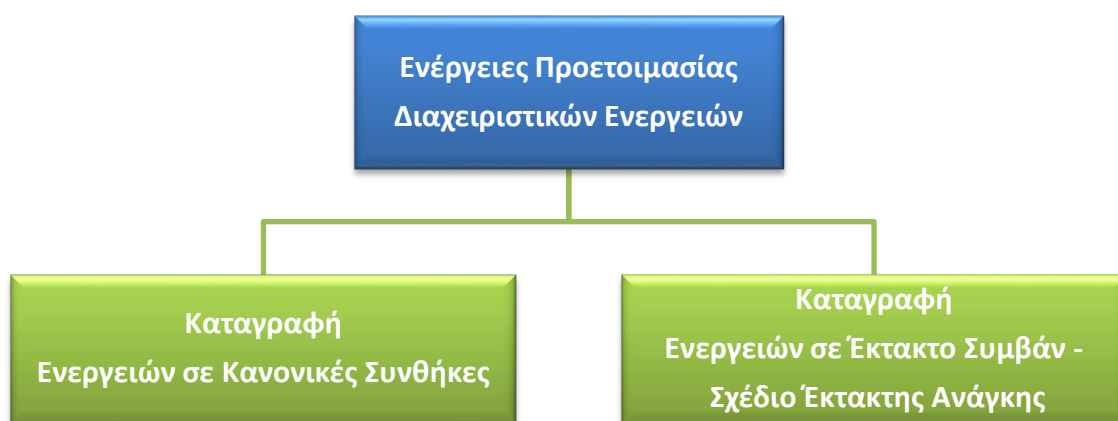 Ενέργειες Προετοιμασίας
Διαχειριστικών Ενεργειών
Καταγραφή
Ενεργειών σε Κανονικές Συνθήκες
Καταγραφή
Ενεργειών σε Έκτακτο Συμβάν -
Σχέδιο Έκτακτης Ανάγκης